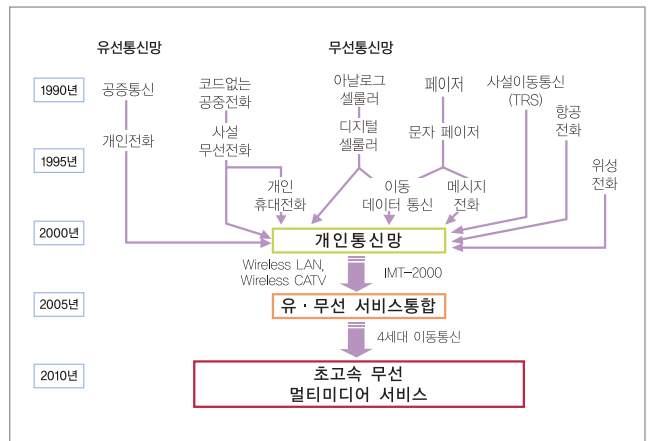 유선통신망
무선통신망
1990년
공증통신
코드없는
공중전화
아날로그
셀룰러
페이저
사설이동통신
(TRS)
항공
전화
개인전화
사설
무선전화
디지털
셀룰러
문자 페이저
1995년
위성
전화
개인
휴대전화
이동
데이터 통신
메시지
전화
2000년
개인통신망
Wireless LAN,
Wireless CATV
IMT-2000
2005년
유·무선 서비스통합
4세대 이동통신
2010년
초고속 무선
멀티미디어 서비스